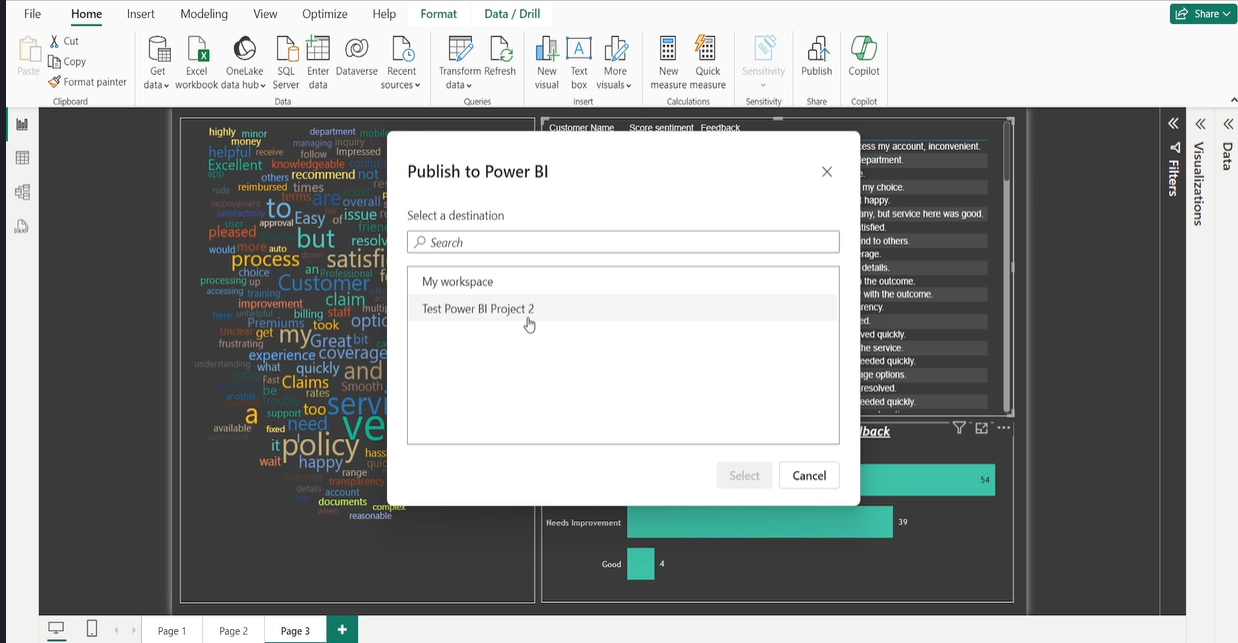 File Home Insert Modeling View Optimize Help Format Data / Drill Share
Paste Cut
Copy
Format painter
Clipboard
Get data Excel workbook OneLake data hub SQL Server Enter data Dataverse Recent sources
Data
Transform data Refresh
Queries
New visual Text box More visuals
Insert
New measure Quick measure
Calculations
Sensitivity
Sensitivity
Publish
Share
Copilot
Copilot
Customer Name Score sentiment Feedback
cess my account, inconvenient.
epartment.
my choice.
happy.
any, but service here was good.
nd to others.
details.
the outcome.
with the outcome.
ved quickly.
he service.
eeded quickly.
ge options.
resolved.
eeded quickly.
highly minor department
money managing inquiry
helpful receive follow Impressed
Excellent knowledgeable
app others recommend not
rude reimbursed times
inconvenient terms are overall
satisfactorily to Easy of issue
user approval
pleased but resolv
would more auto down
process satisfi
choice an Professional
processing up Customer
accessing training claim
improvement
here unhelpful billing staff
Premiums took optio
Unclear get my Great bit
frustrating
experience coverage
understanding what quickly and
Fast Claims Smooth
be rates
another
support too servi
a need ve
available fixed
it policy hass
wait happy quic
range
transparency
details account
documents complex
when reasonable
Publish to Power BI
Select a destination
Search
My workspace
Test Power BI Project 2
Select Cancel
dback
54
Needs Improvement 39
Good 4
Filters
Visualizations
Data
Page 1 Page 2 Page 3 +